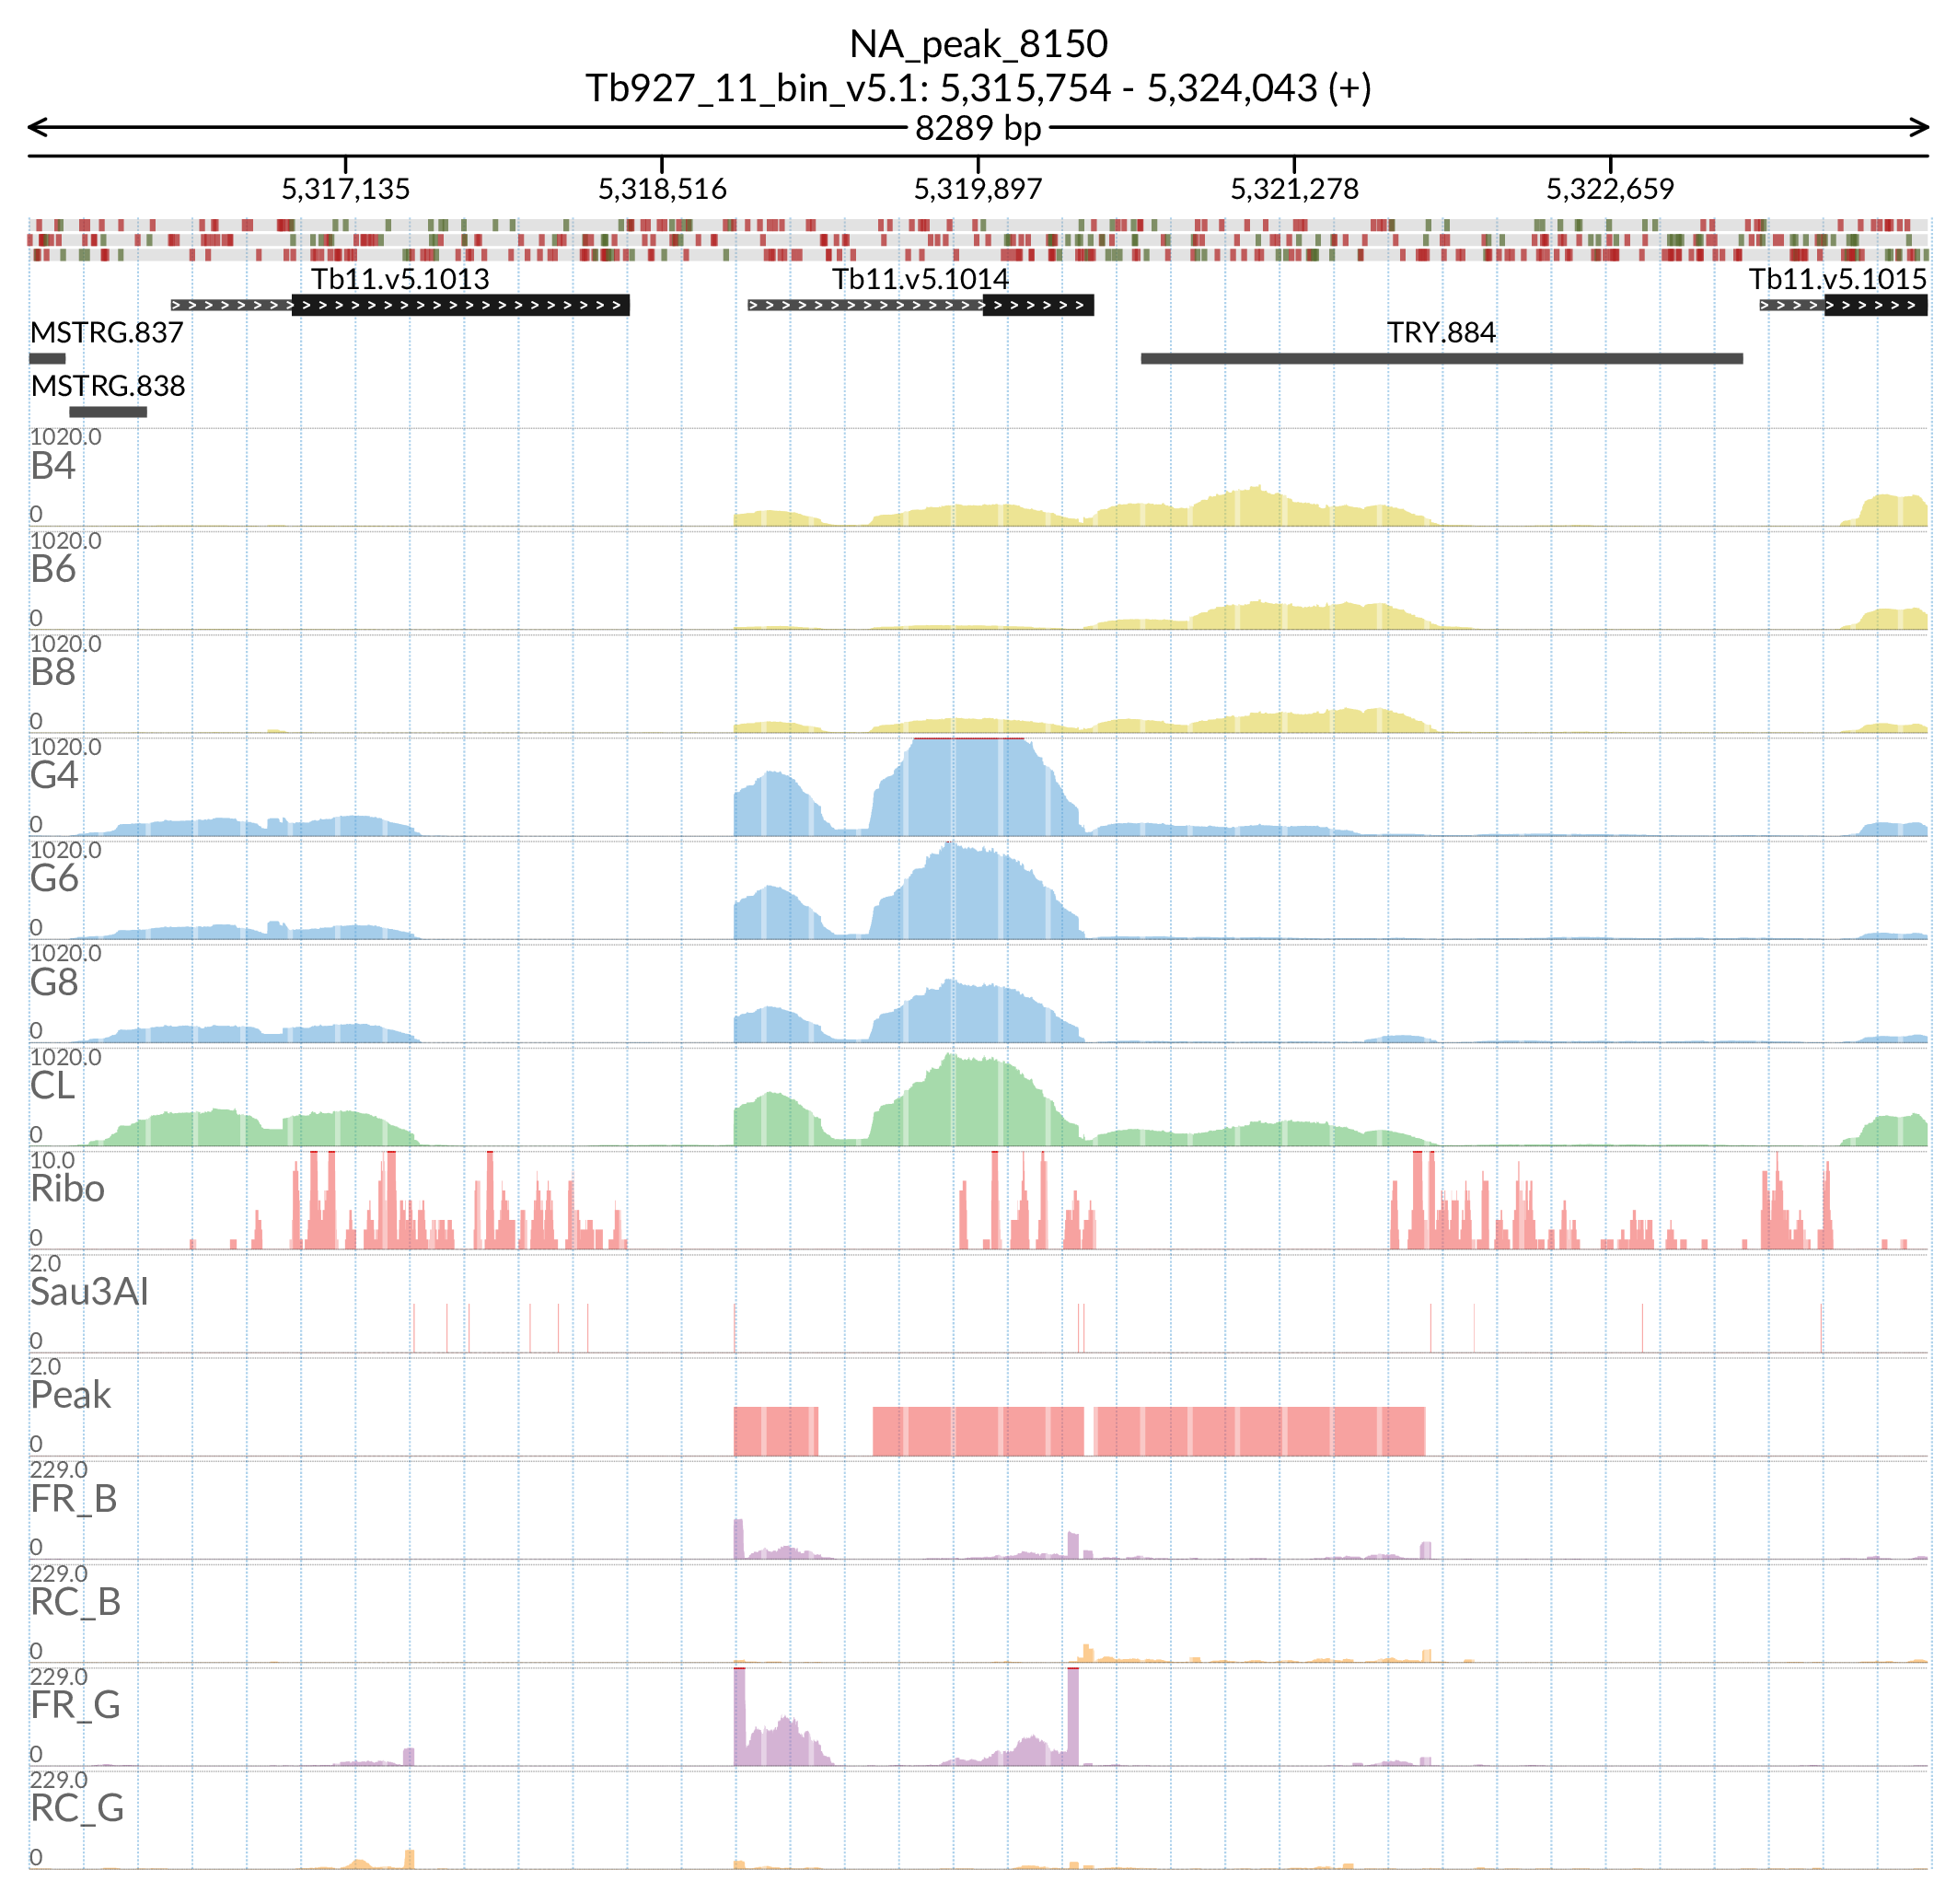 NA_peak_8150
Tb927_11_bin_v5.1: 5,315,754 - 5,324,043 (+)
8289 bp
5,317,135 5,318,516 5,319,897 5,321,278 5,322,659
Tb11.v5.1013 Tb11.v5.1014 Tb11.v5.1015
MSTRG.837 TRY.884
MSTRG.838
1020.0
B4
0
1020.0
B6
0
1020.0
B8
0
1020.0
G4
0
1020.0
G6
0
1020.0
G8
0
1020.0
CL
0
10.0
Ribo
0
2.0
Sau3AI
0
2.0
Peak
0
229.0
FR_B
0
229.0
RC_B
0
229.0
FR_G
0
229.0
RC_G
0